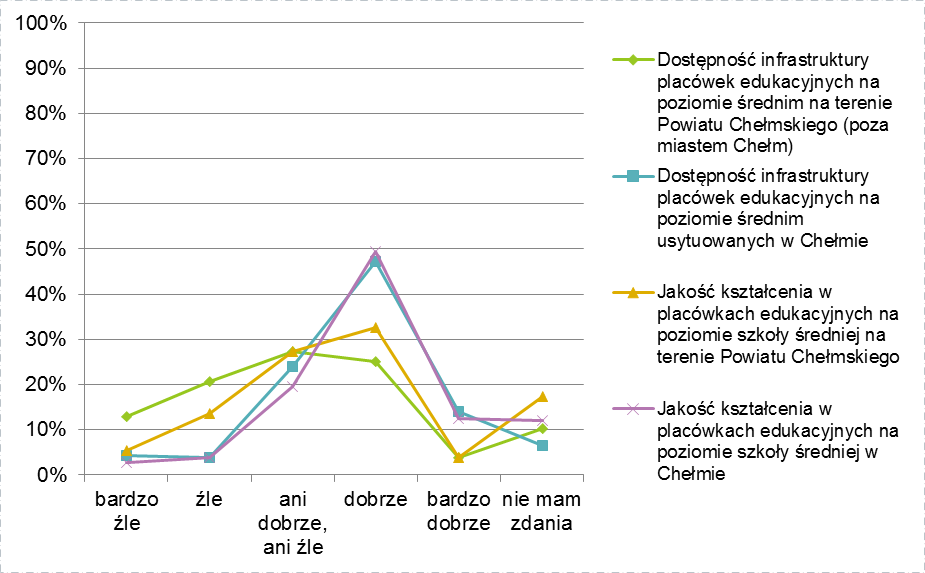 100%
90%
80%
70%
60%
50%
40%
30%
20%
10%
0%
bardzo
źle
źle
ani
dobrze,
ani źle
dobrze
bardzo
dobrze
nie mam
zdania
Dostępność infrastruktury
placówek edukacyjnych na
poziomie średnim na terenie
Powiatu Chełmskiego (poza
miastem Chełm)
Dostępność infrastruktury
placówek edukacyjnych na
poziomie średnim
usytuowanych w Chełmie
Jakość kształcenia w
placówkach edukacyjnych na
poziomie szkoły średniej na
terenie Powiatu Chełmskiego
Jakość kształcenia w
placówkach edukacyjnych na
poziomie szkoły średniej w
Chełmie